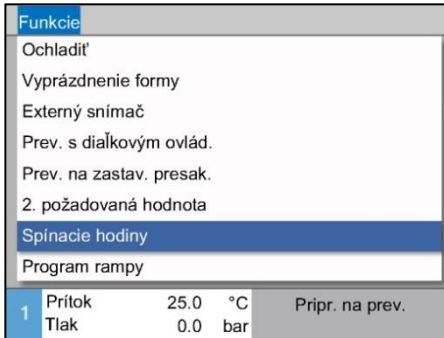 Funkcie
Ochladiť
Vyprázdnenie formy
Externý snímač
Prev. s diaľkovým ovlád.
Prev. na zastav. presak.
2. požadovaná hodnota
Spínacie hodiny
Program rampy
1 Prítok 25.0 °C Pripr. na prev.
Tlak 0.0 bar